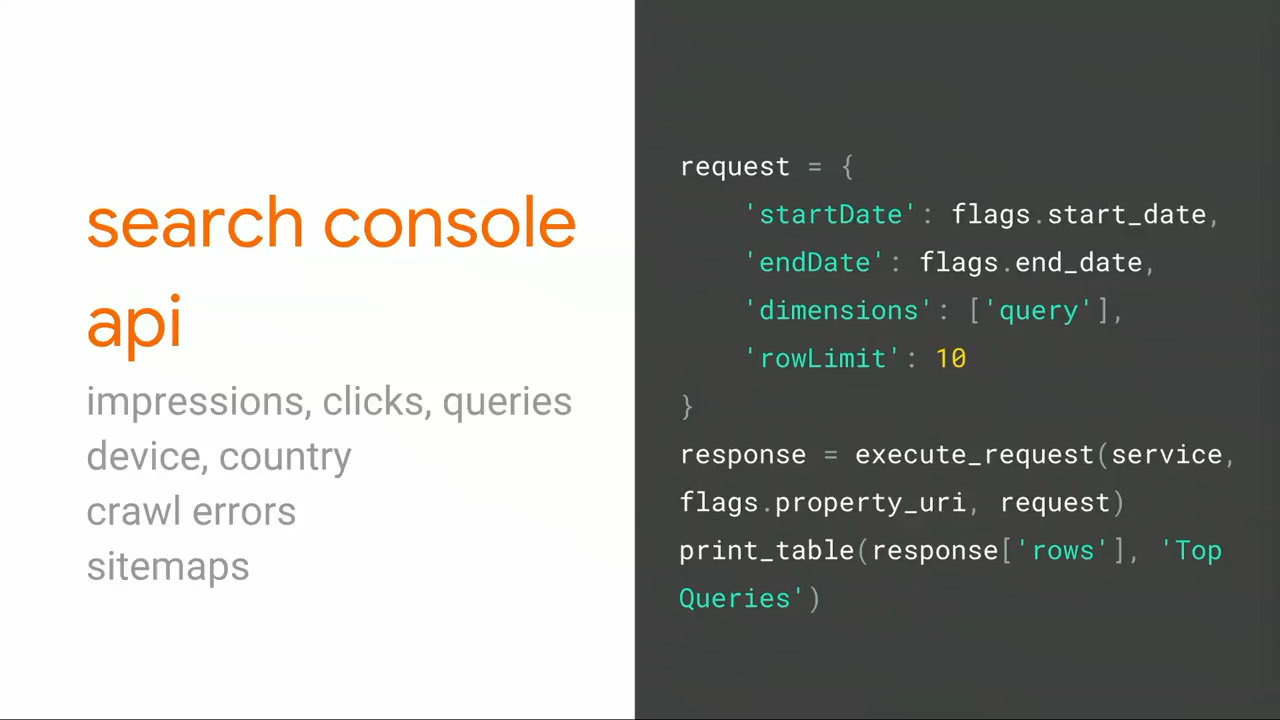 search console
api
impressions, clicks, queries
device, country
crawl errors
sitemaps
request = {
    'startDate': flags.start_date,
    'endDate': flags.end_date,
    'dimensions': ['query'],
    'rowLimit': 10
}
response = execute_request(service,
flags.property_uri, request)
print_table(response['rows'], 'Top
Queries')